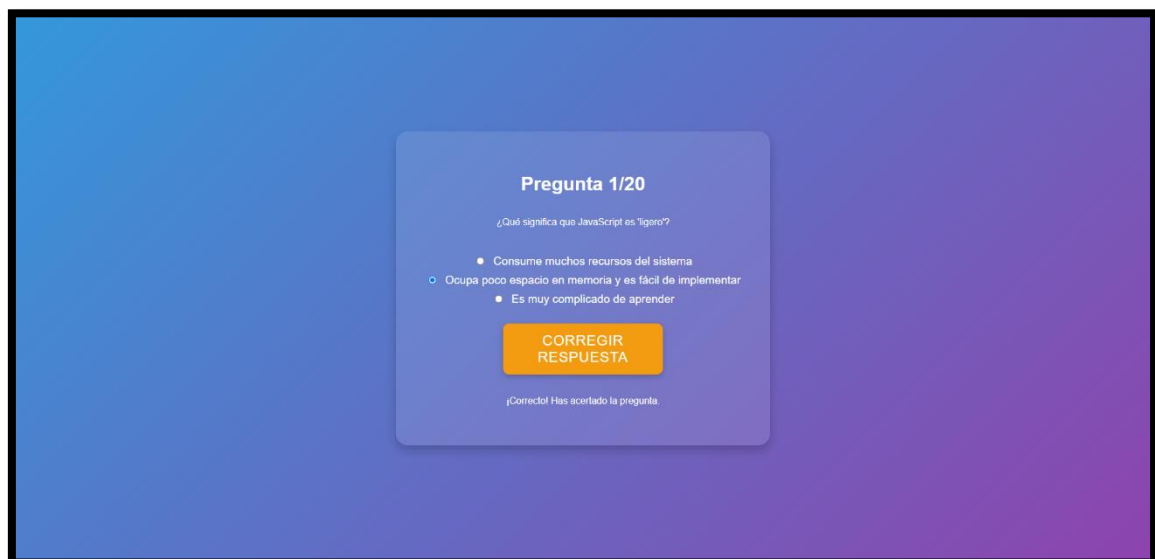 Pregunta 1/20
¿Qué significa que JavaScript es 'ligero'?
Consume muchos recursos del sistema
Ocupa poco espacio en memoria y es fácil de implementar
Es muy complicado de aprender
CORREGIR
RESPUESTA
¡Correcto! Has acertado la pregunta.